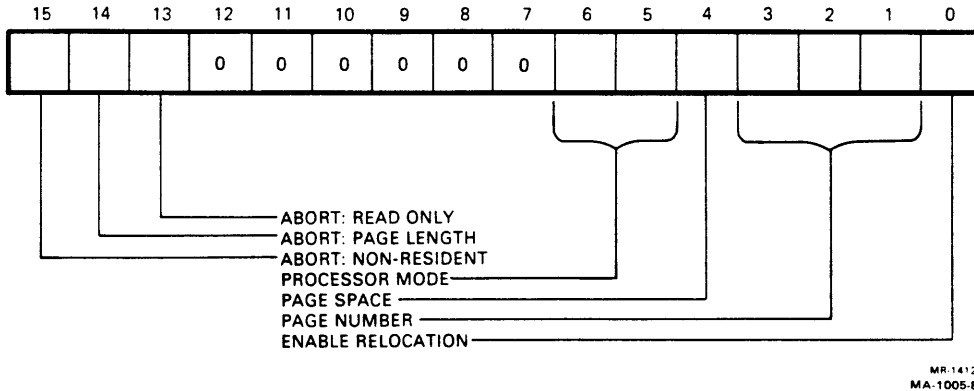 15 14 13 12 11 10 9 8 7 6 5 4 3 2 1 0
0 0 0 0 0 0
ABORT: READ ONLY
ABORT: PAGE LENGTH
ABORT: NON-RESIDENT
PROCESSOR MODE
PAGE SPACE
PAGE NUMBER
ENABLE RELOCATION